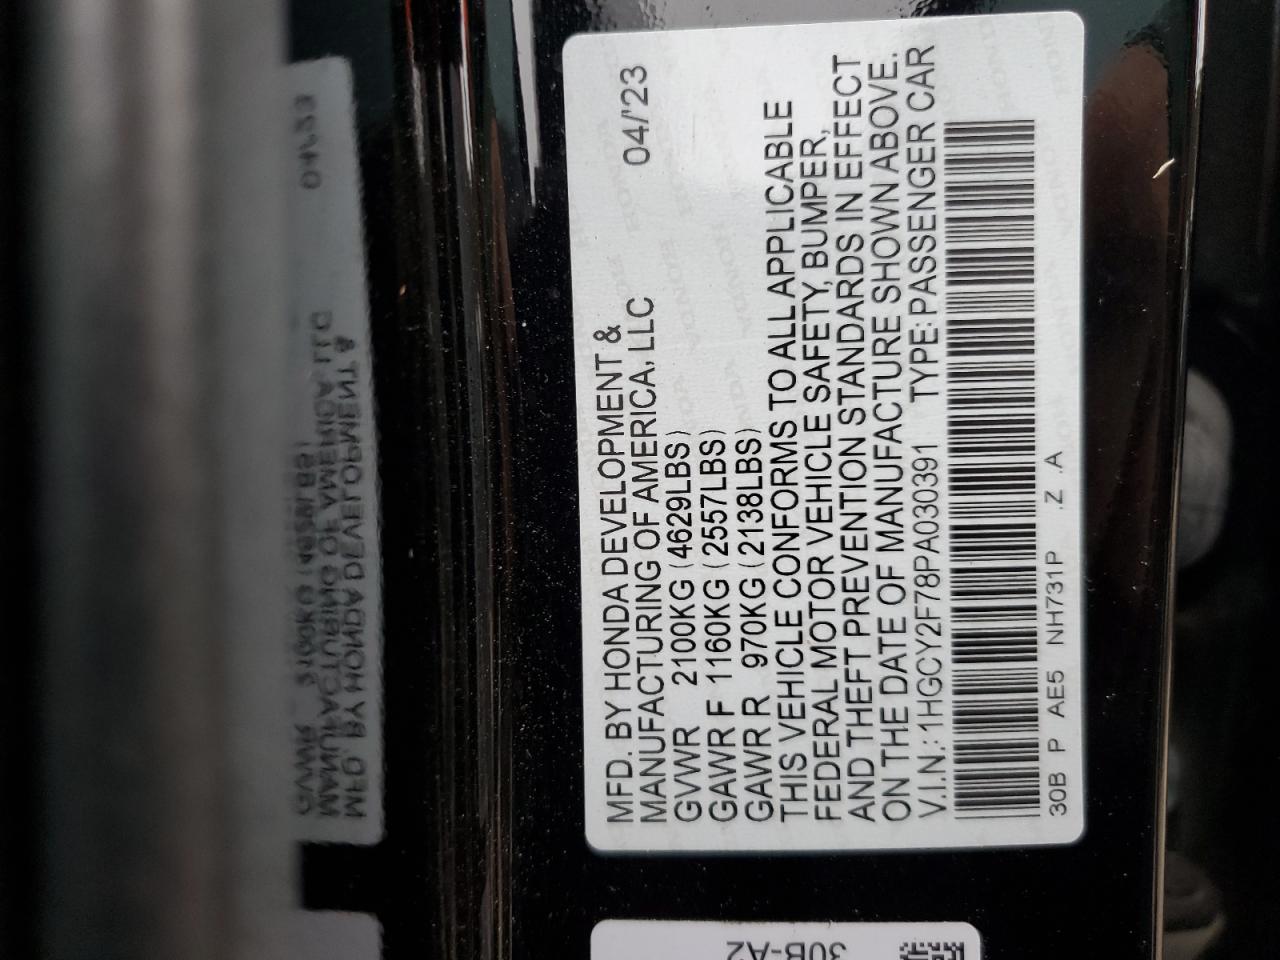 MFD. BY HONDA DEVELOPMENT &
MANUFACTURING OF AMERICA, LLC 04/'23
GVWR 2100KG (4629LBS)
GAWR F 1160KG (2557LBS)
GAWR R 970KG (2138LBS)
THIS VEHICLE CONFORMS TO ALL APPLICABLE
FEDERAL MOTOR VEHICLE SAFETY, BUMPER,
AND THEFT PREVENTION STANDARDS IN EFFECT
ON THE DATE OF MANUFACTURE SHOWN ABOVE.
V.I.N.: 1HGCY2F78PA030391 TYPE: PASSENGER CAR
30B P AE5 NH731P .Z .A
30B-A2